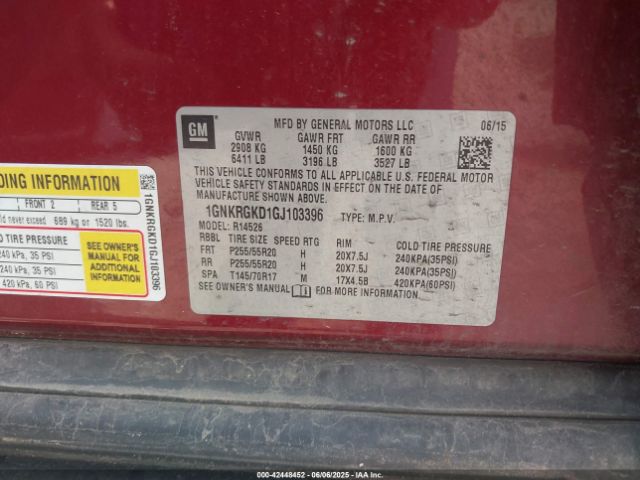 GM
MFD BY GENERAL MOTORS LLC 06/15
GVWR GAWR FRT GAWR RR
2908 KG 1450 KG 1600 KG
6411 LB 3196 LB 3527 LB
THIS VEHICLE CONFORMS TO ALL APPLICABLE U.S. FEDERAL MOTOR
VEHICLE SAFETY STANDARDS IN EFFECT ON THE DATE OF
MANUFACTURE SHOWN ABOVE.
1GNKRGKD1GJ103396 TYPE: M.P.V.
MODEL: R14526
RBBL TIRE SIZE SPEED RTG RIM COLD TIRE PRESSURE
FRT P255/55R20 H 20X7.5J 240KPA(35PSI)
RR P255/55R20 H 20X7.5J 240KPA(35PSI)
SPA T145/70R17 M 17X4.5B 420KPA(60PSI)
SEE OWNER'S MANUAL FOR MORE INFORMATION
DING INFORMATION
FRONT 2 REAR 5
ld never exceed 689 kg or 1520 lbs.
D TIRE PRESSURE
240 kPa, 35 PSI
240 kPa, 35 PSI
420 kPa, 60 PSI
SEE OWNER'S
MANUAL FOR
ADDITIONAL
INFORMATION
1GNKRGKD1GJ103396
000-42448452 06/06/2025 IAA Inc.